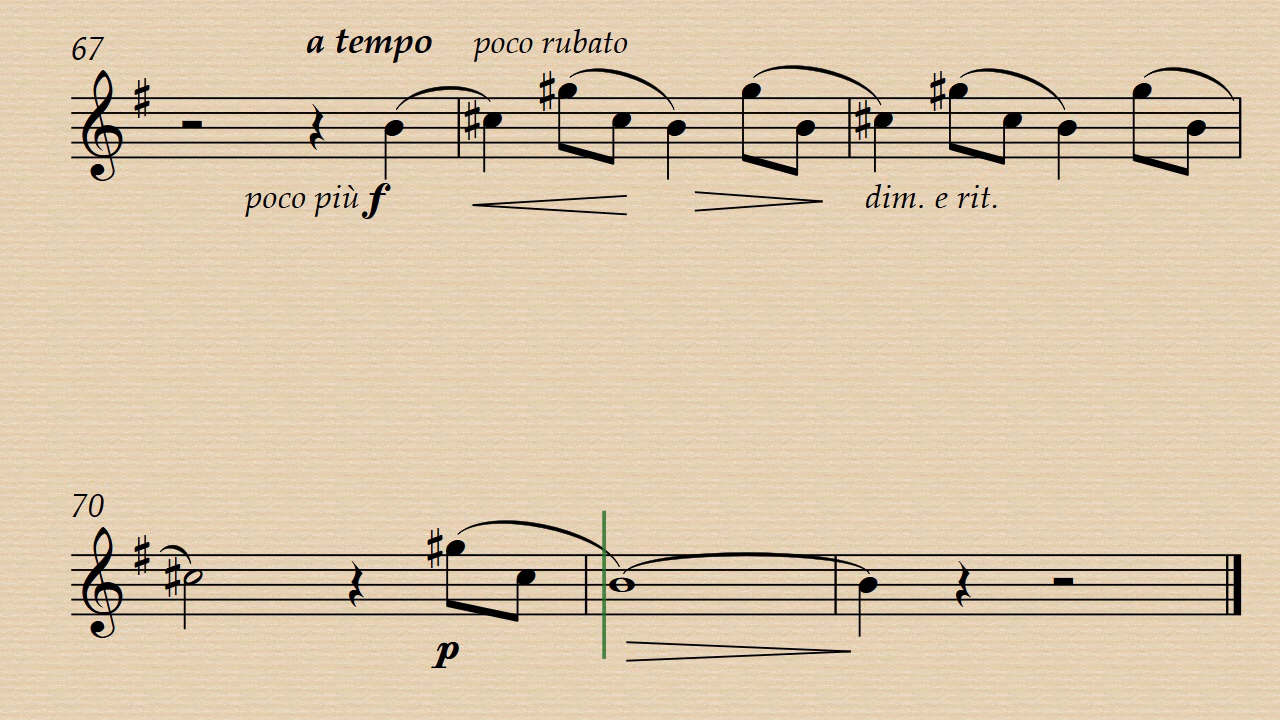 67
a tempo poco rubato
poco più f
dim. e rit.
70
p